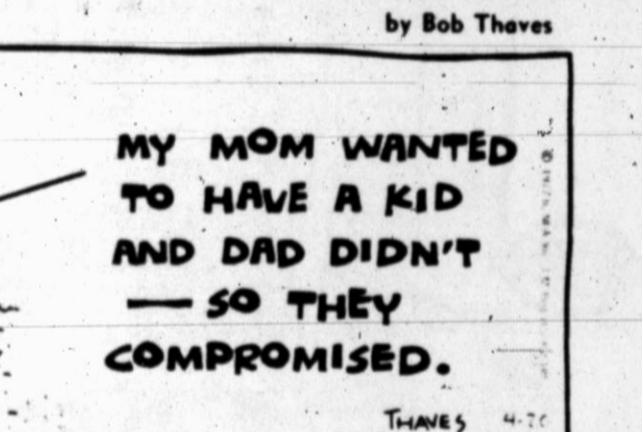 by Bob Thaves
MY MOM WANTED
TO HAVE A KID
AND DAD DIDN'T
— SO THEY
COMPROMISED.
THAVES